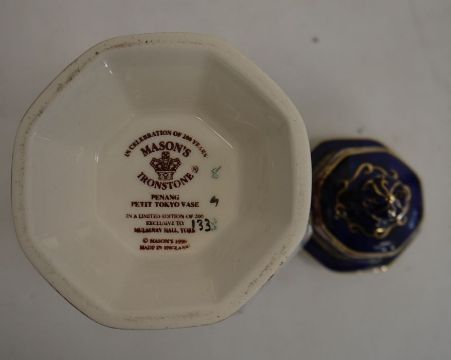 IN CELEBRATION OF 200 YEARS
MASON'S
IRONSTONE
PENANG
PETIT TOKYO VASE
IN A LIMITED EDITION OF 200
EXCLUSIVE TO
MULBERRY HALL, YORK
133
© MASON'S 1996
MADE IN ENGLAND
8